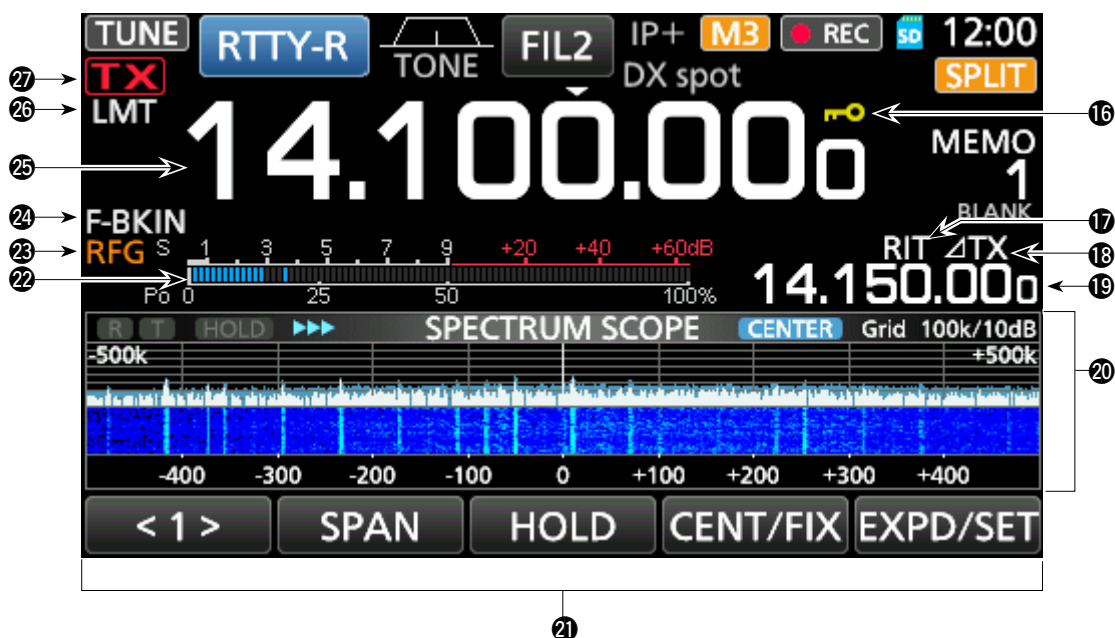 TUNE RTTY-R TONE FIL2 IP+ M3 REC SD 12:00
㉗ TX DX spot SPLIT
㉖ LMT
㉕ 14.100.000 ⑯
MEMO
1
㉔ F-BKIN BLANK ⑰
㉓ RFG S 1 3 5 7 9 +20 +40 +60dB RIT ⊿TX ⑱
㉒ Po 0 25 50 100% 14.150.000 ⑲
R T HOLD SPECTRUM SCOPE CENTER Grid 100k/10dB
-500k +500k
⑳
-400 -300 -200 -100 0 +100 +200 +300 +400
< 1 > SPAN HOLD CENT/FIX EXPD/SET
㉑